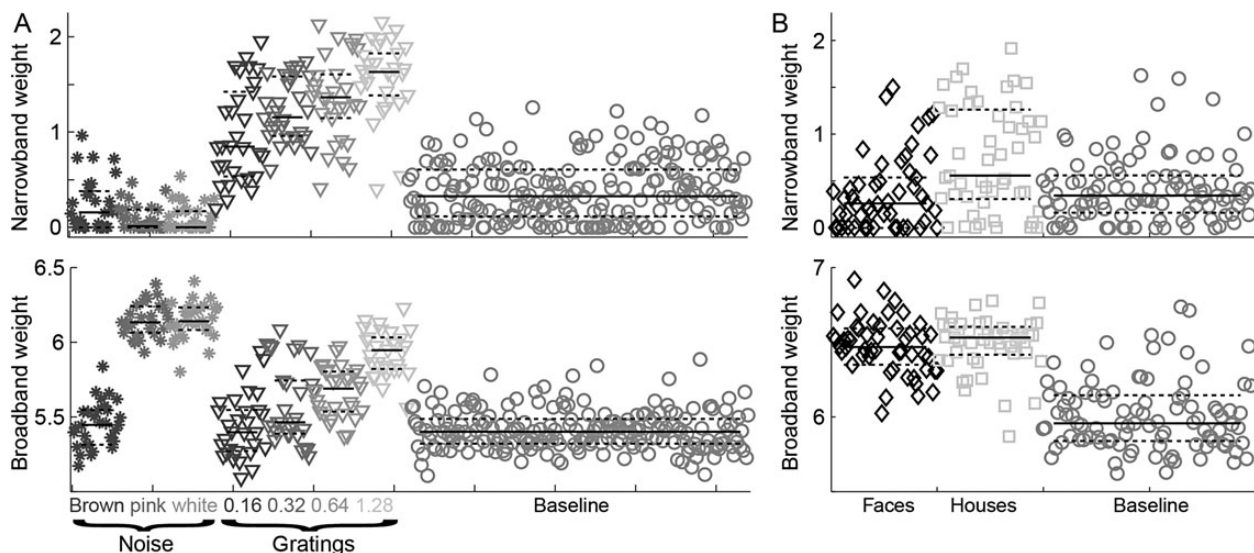 A
Narrowband weight
2
1
0
Broadband weight
6.5
6
5.5
Brown pink white 0.16 0.32 0.64 1.28 Baseline
Noise Gratings
B
Narrowband weight
2
1
0
Broadband weight
7
6
Faces Houses Baseline